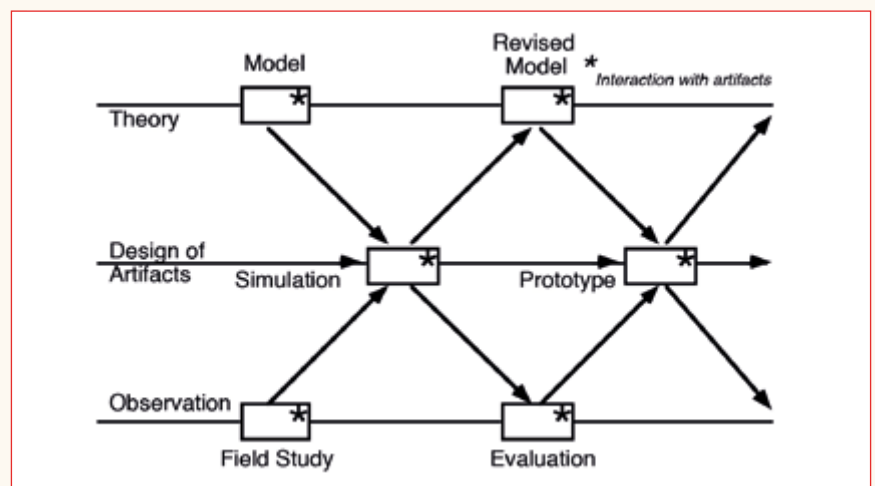 Model
Revised
Model
*
Interaction with artifacts
*
*
Theory
Design of
Artifacts
Simulation
*
Prototype
*
Observation
*
*
Field Study
Evaluation